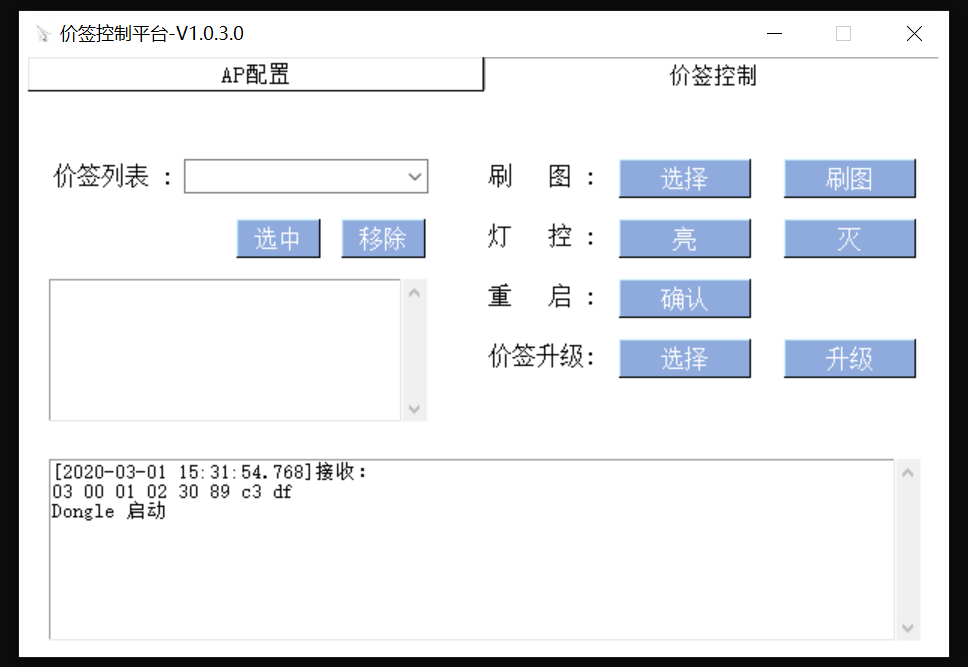 价签控制平台-V1.0.3.0
AP配置
价签控制
价签列表 ：
选中
移除
刷 图 ：
选择
刷图
灯 控 ：
亮
灭
重 启 ：
确认
价签升级：
选择
升级
[2020-03-01 15:31:54.768]接收：
03 00 01 02 30 89 c3 df
Dongle 启动